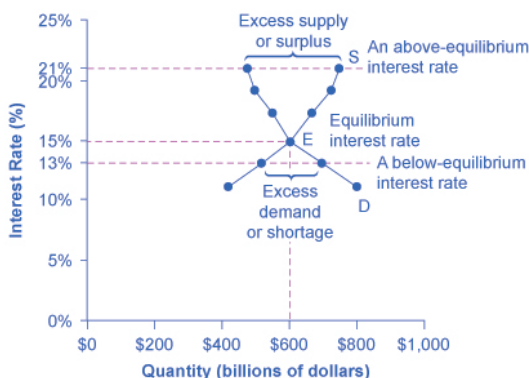 25%
Excess supply
or surplus
S
An above-equilibrium
interest rate
21%
20%
Interest Rate (%)
15%
E
Equilibrium
interest rate
13%
A below-equilibrium
interest rate
10%
Excess
demand
or shortage
D
5%
0%
$0
$200
$400
$600
$800
$1,000
Quantity (billions of dollars)